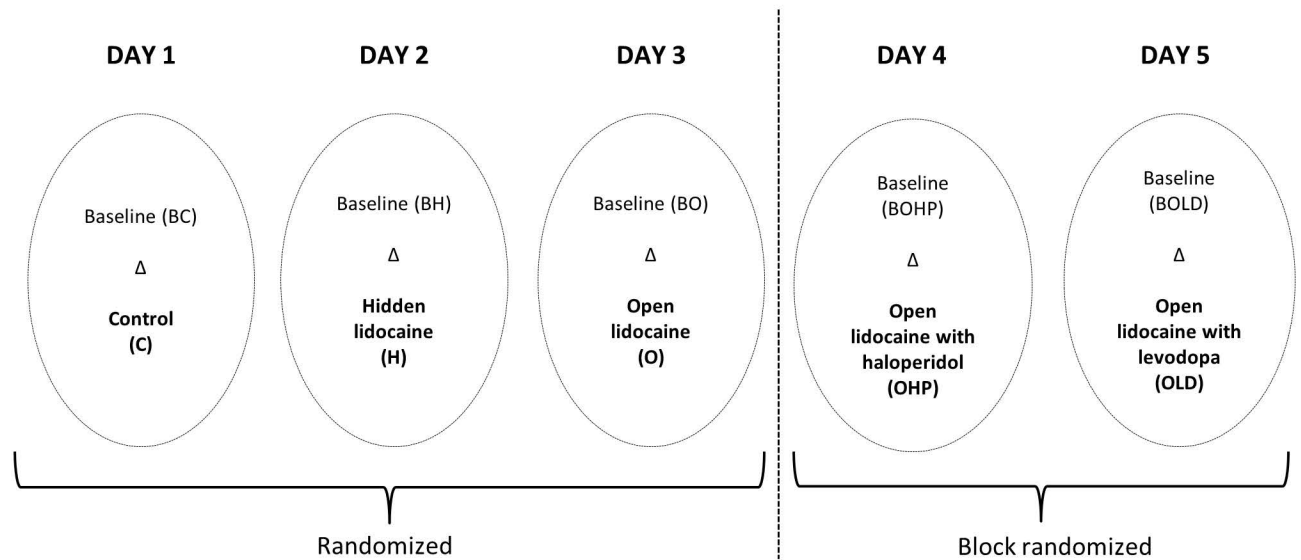 DAY 1
DAY 2
DAY 3
DAY 4
DAY 5
Baseline (BC)
Δ
Control
(C)
Baseline (BH)
Δ
Hidden
lidocaine
(H)
Baseline (BO)
Δ
Open
lidocaine
(O)
Baseline
(BOHP)
Δ
Open
lidocaine with
haloperidol
(OHP)
Baseline
(BOLD)
Δ
Open
lidocaine with
levodopa
(OLD)
Randomized
Block randomized